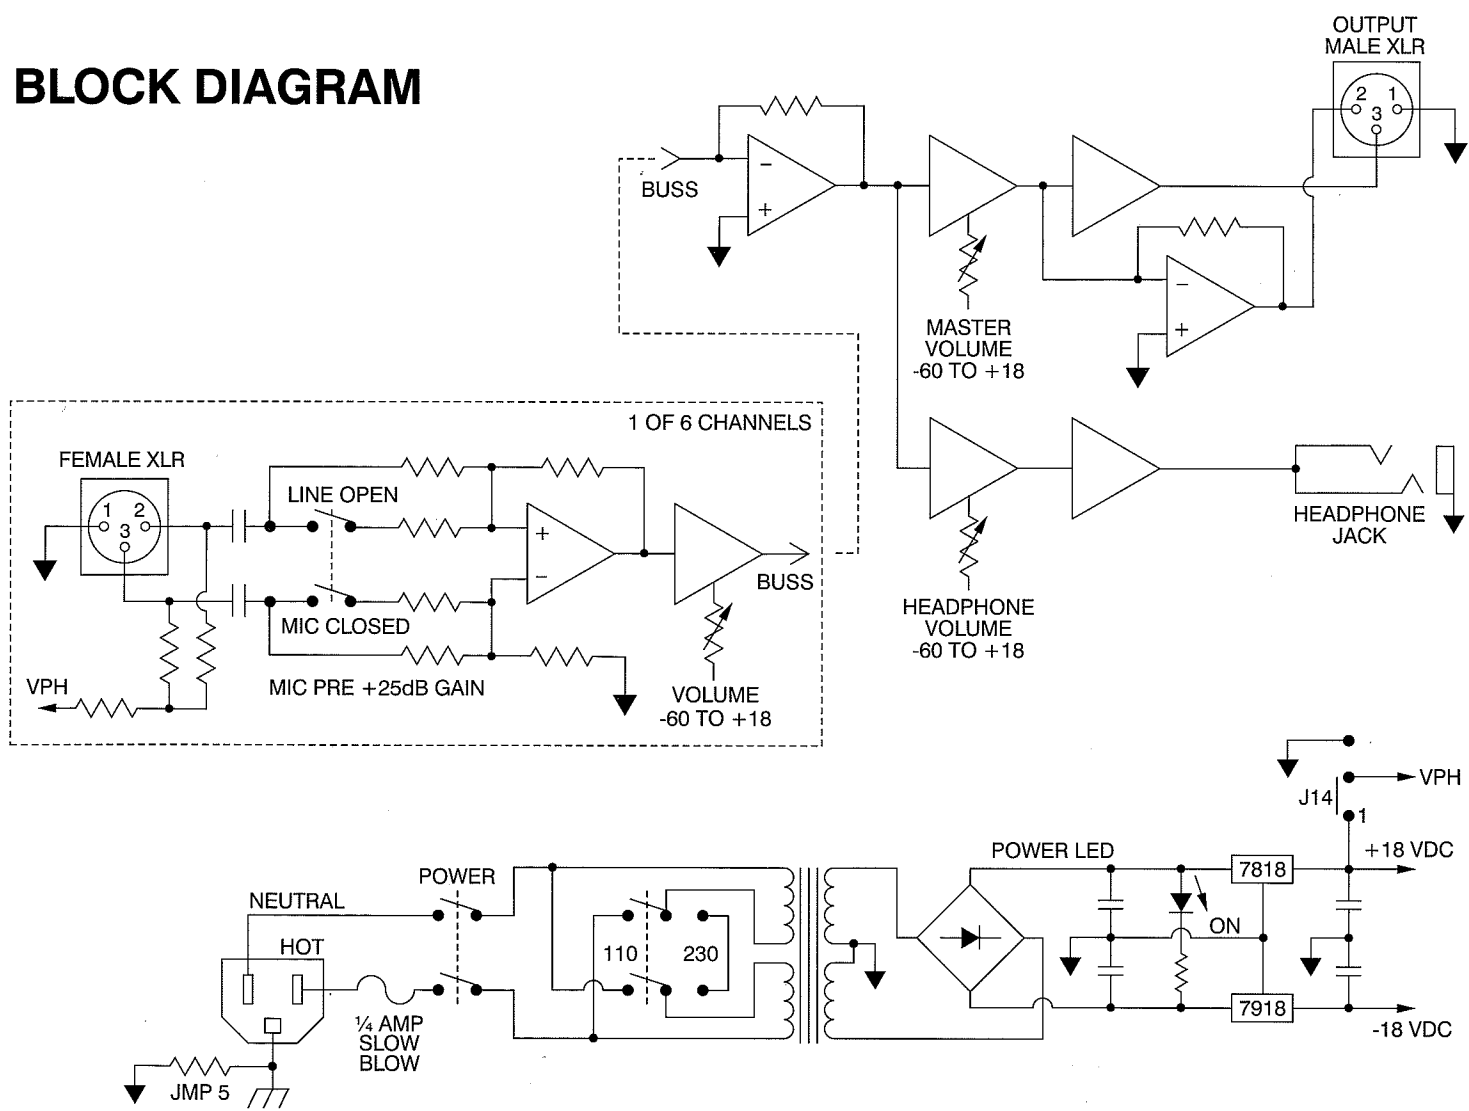 BLOCK DIAGRAM
OUTPUT
MALE XLR
2
1
3
BUSS
−
+
MASTER
VOLUME
-60 TO +18
−
+
1 OF 6 CHANNELS
FEMALE XLR
1
2
3
LINE OPEN
+
−
MIC CLOSED
MIC PRE +25dB GAIN
VPH
BUSS
VOLUME
-60 TO +18
HEADPHONE
VOLUME
-60 TO +18
HEADPHONE
JACK
NEUTRAL
HOT
¼ AMP
SLOW
BLOW
JMP 5
POWER
110
230
POWER LED
ON
7818
7918
J14
1
VPH
+18 VDC
-18 VDC